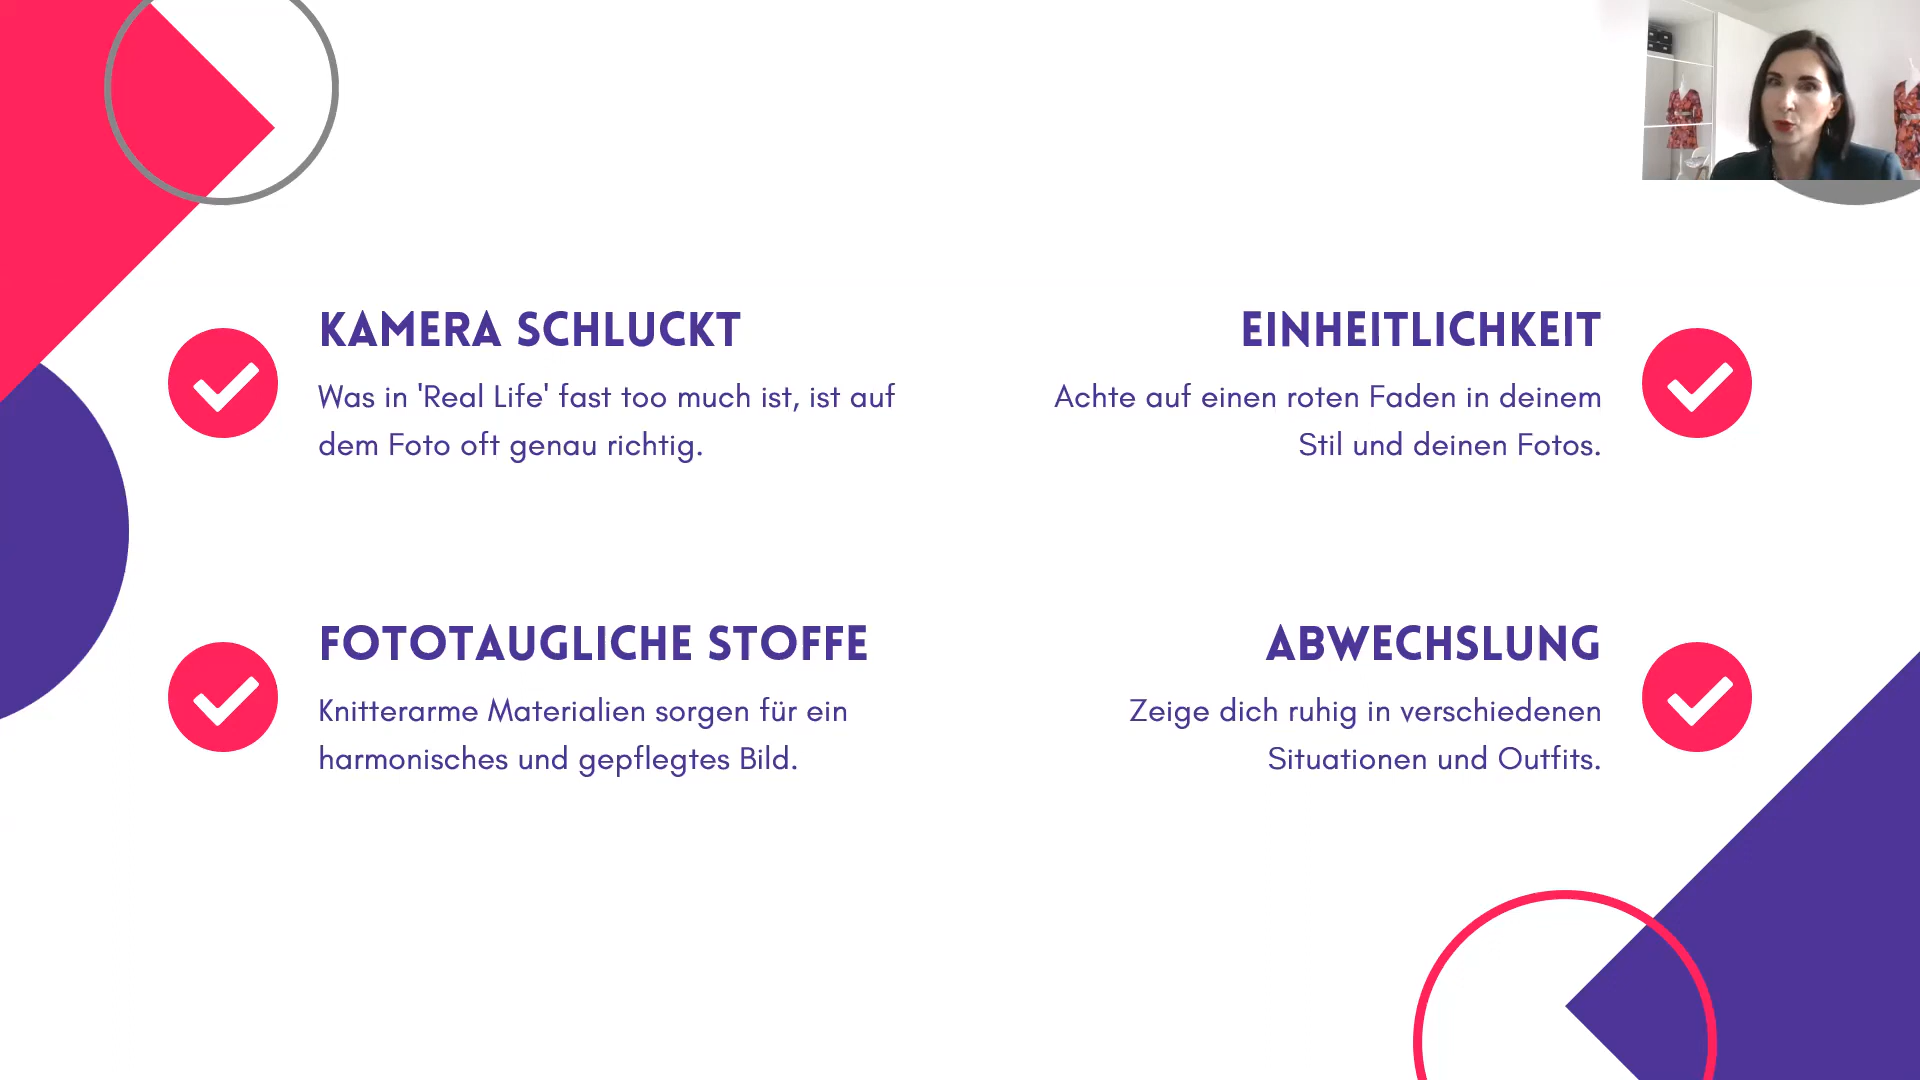 KAMERA SCHLUCKT
Was in 'Real Life' fast too much ist, ist auf
dem Foto oft genau richtig.
EINHEITLICHKEIT
Achte auf einen roten Faden in deinem
Stil und deinen Fotos.
FOTOTAUGLICHE STOFFE
Knitterarme Materialien sorgen für ein
harmonisches und gepflegtes Bild.
ABWECHSLUNG
Zeige dich ruhig in verschiedenen
Situationen und Outfits.